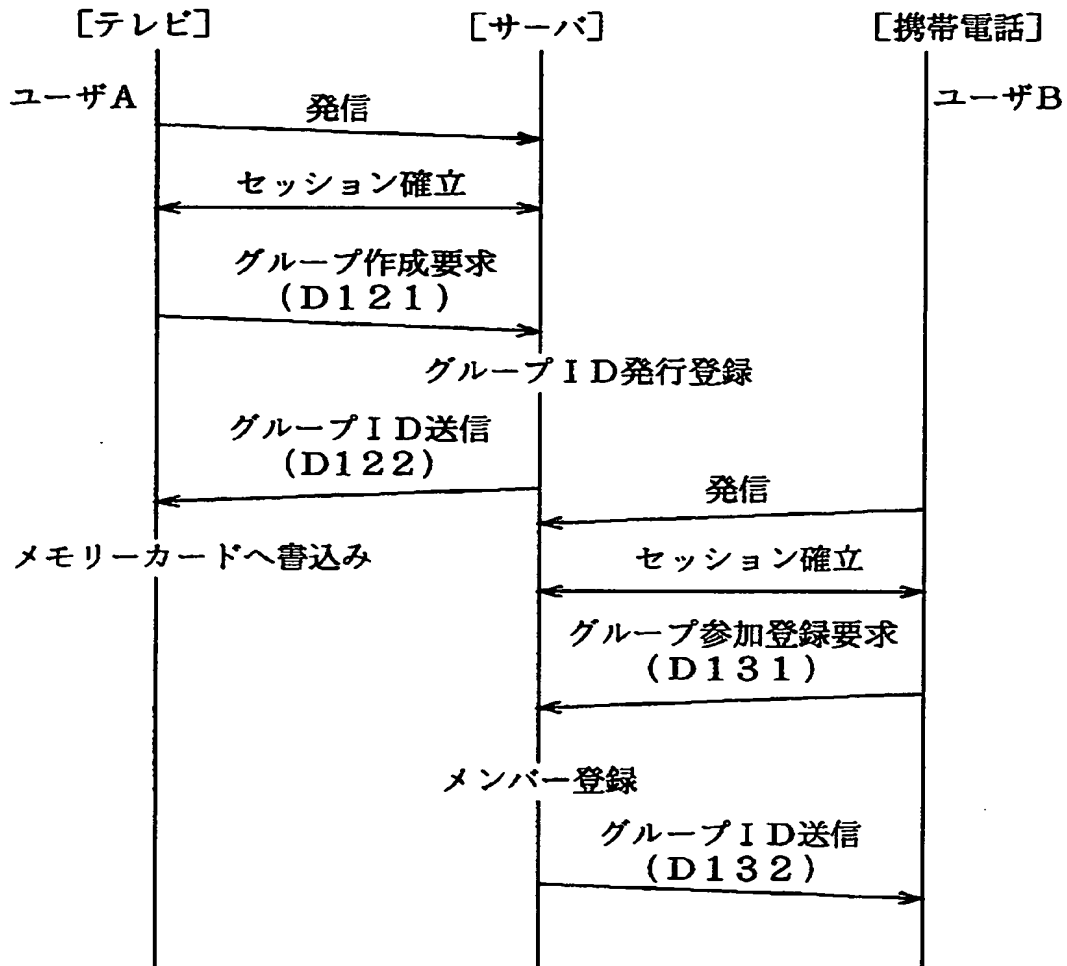 [テレビ]
[サーバ]
[携帯電話]
ユーザA
ユーザB
発信
セッション確立
グループ作成要求
(D121)
グループID発行登録
グループID送信
(D122)
発信
メモリーカードへ書込み
セッション確立
グループ参加登録要求
(D131)
メンバー登録
グループID送信
(D132)